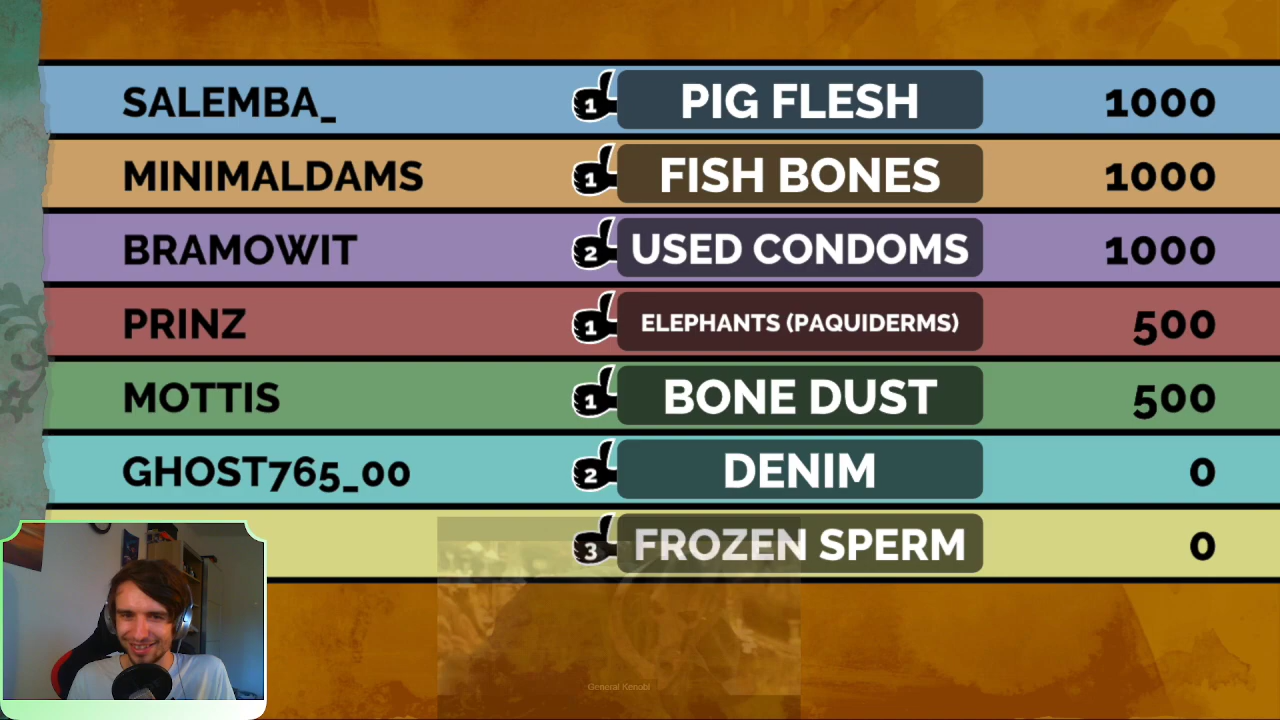 SALEMBA_ 1 PIG FLESH 1000
MINIMALDAMS 1 FISH BONES 1000
BRAMOWIT 2 USED CONDOMS 1000
PRINZ 1 ELEPHANTS (PAQUIDERMS) 500
MOTTIS 1 BONE DUST 500
GHOST765_00 2 DENIM 0
3 FROZEN SPERM 0
General Kenobi